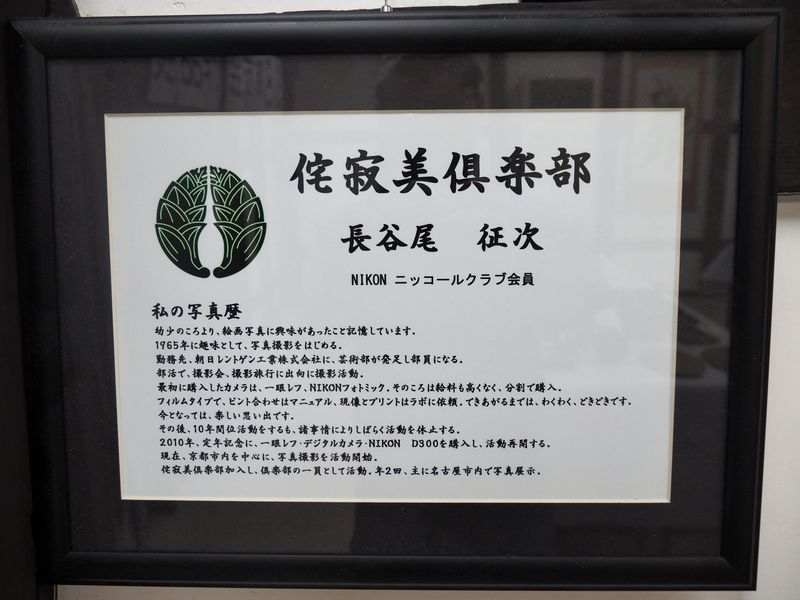 侘寂美倶楽部
長谷尾　征次
NIKON ニッコールクラブ会員
私の写真歴
幼少のころより、絵画写真に興味があったこと記憶しています。
1965年に趣味として、写真撮影をはじめる。
勤務先、朝日レントゲン工業株式会社に、芸術部が発足し部員になる。
部活で、撮影会、撮影旅行に出向に撮影活動。
最初に購入したカメラは、一眼レフ、NIKONフォトミック。そのころは給料も高くなく、分割で購入。
フィルムタイプで、ピント合わせはマニュアル、現像とプリントはラボに依頼。できあがるまでは、わくわく、どきどきです。
今となっては、楽しい思い出です。
その後、10年間位活動をするも、諸事情によりしばらく活動を休止する。
2010年、定年記念に、一眼レフ・デジタルカメラ・NIKON　D300を購入し、活動再開する。
現在、京都市内を中心に、写真撮影を活動開始。
侘寂美倶楽部加入し、倶楽部の一員として活動。年2回、主に名古屋市内で写真展示。